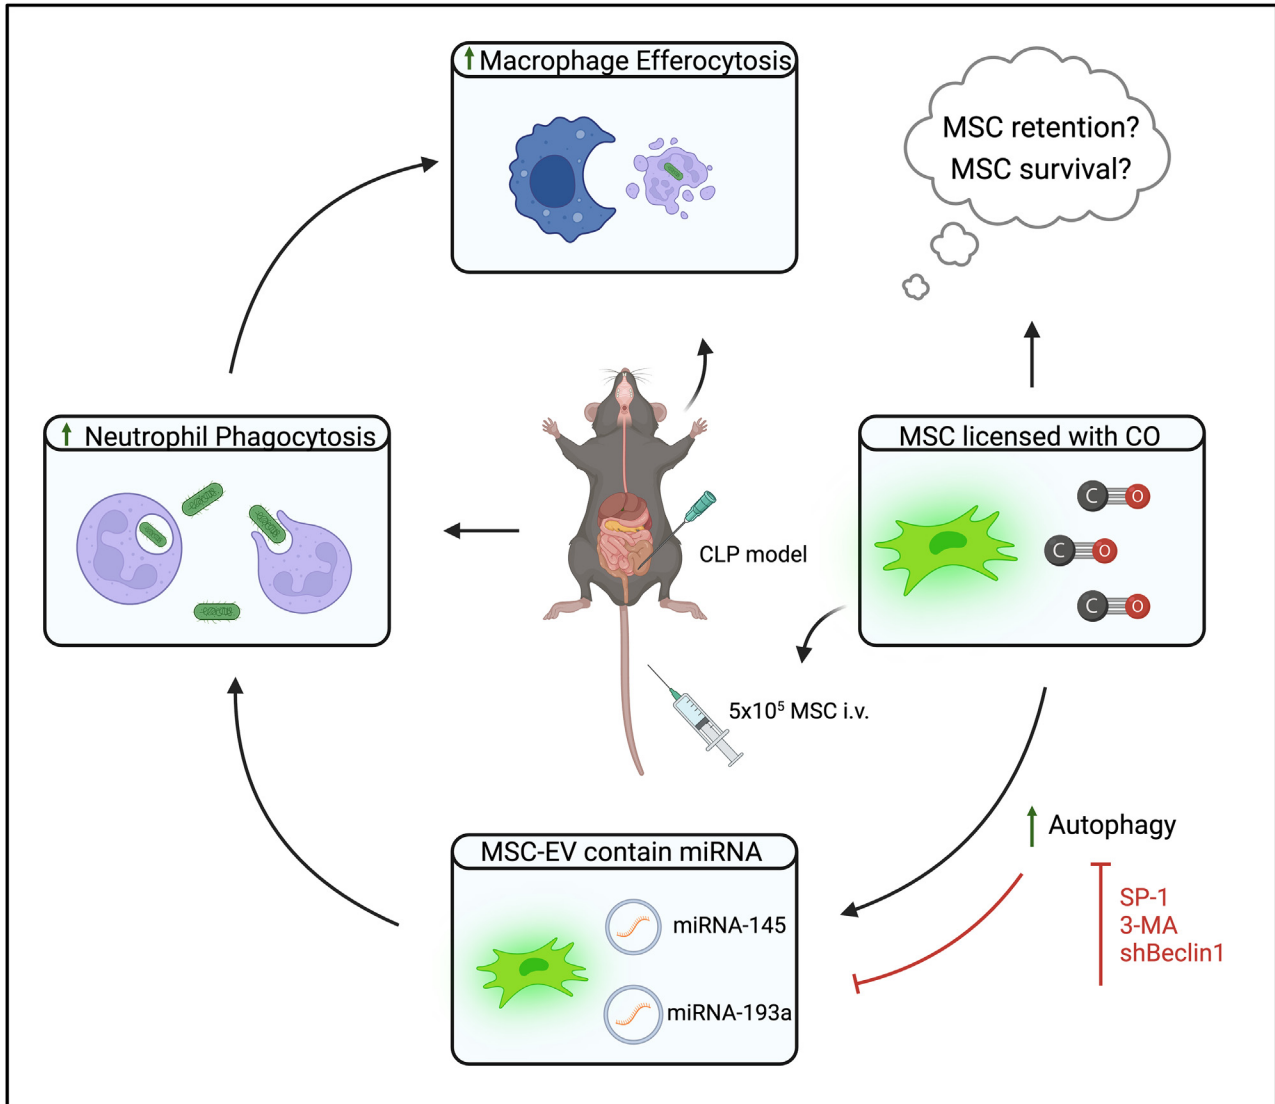 Macrophage Efferocytosis
MSC retention?
MSC survival?
Neutrophil Phagocytosis
MSC licensed with CO
C O
C O
C O
CLP model
5x10⁵ MSC i.v.
MSC-EV contain miRNA
miRNA-145
miRNA-193a
Autophagy
SP-1
3-MA
shBeclin1